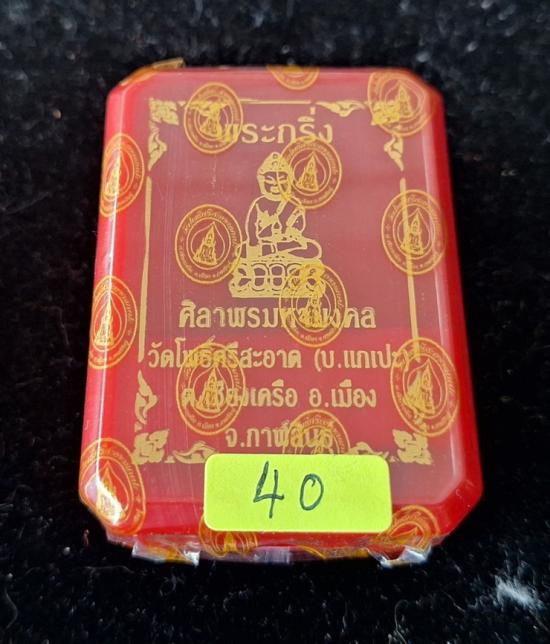 พระกริ่ง
ศิลาพรมหามงคล
วัดโพธิ์ศรีสะอาด (บ.แกเปะ)
ต.เชียงเครือ อ.เมือง
จ.กาฬสินธุ์
40